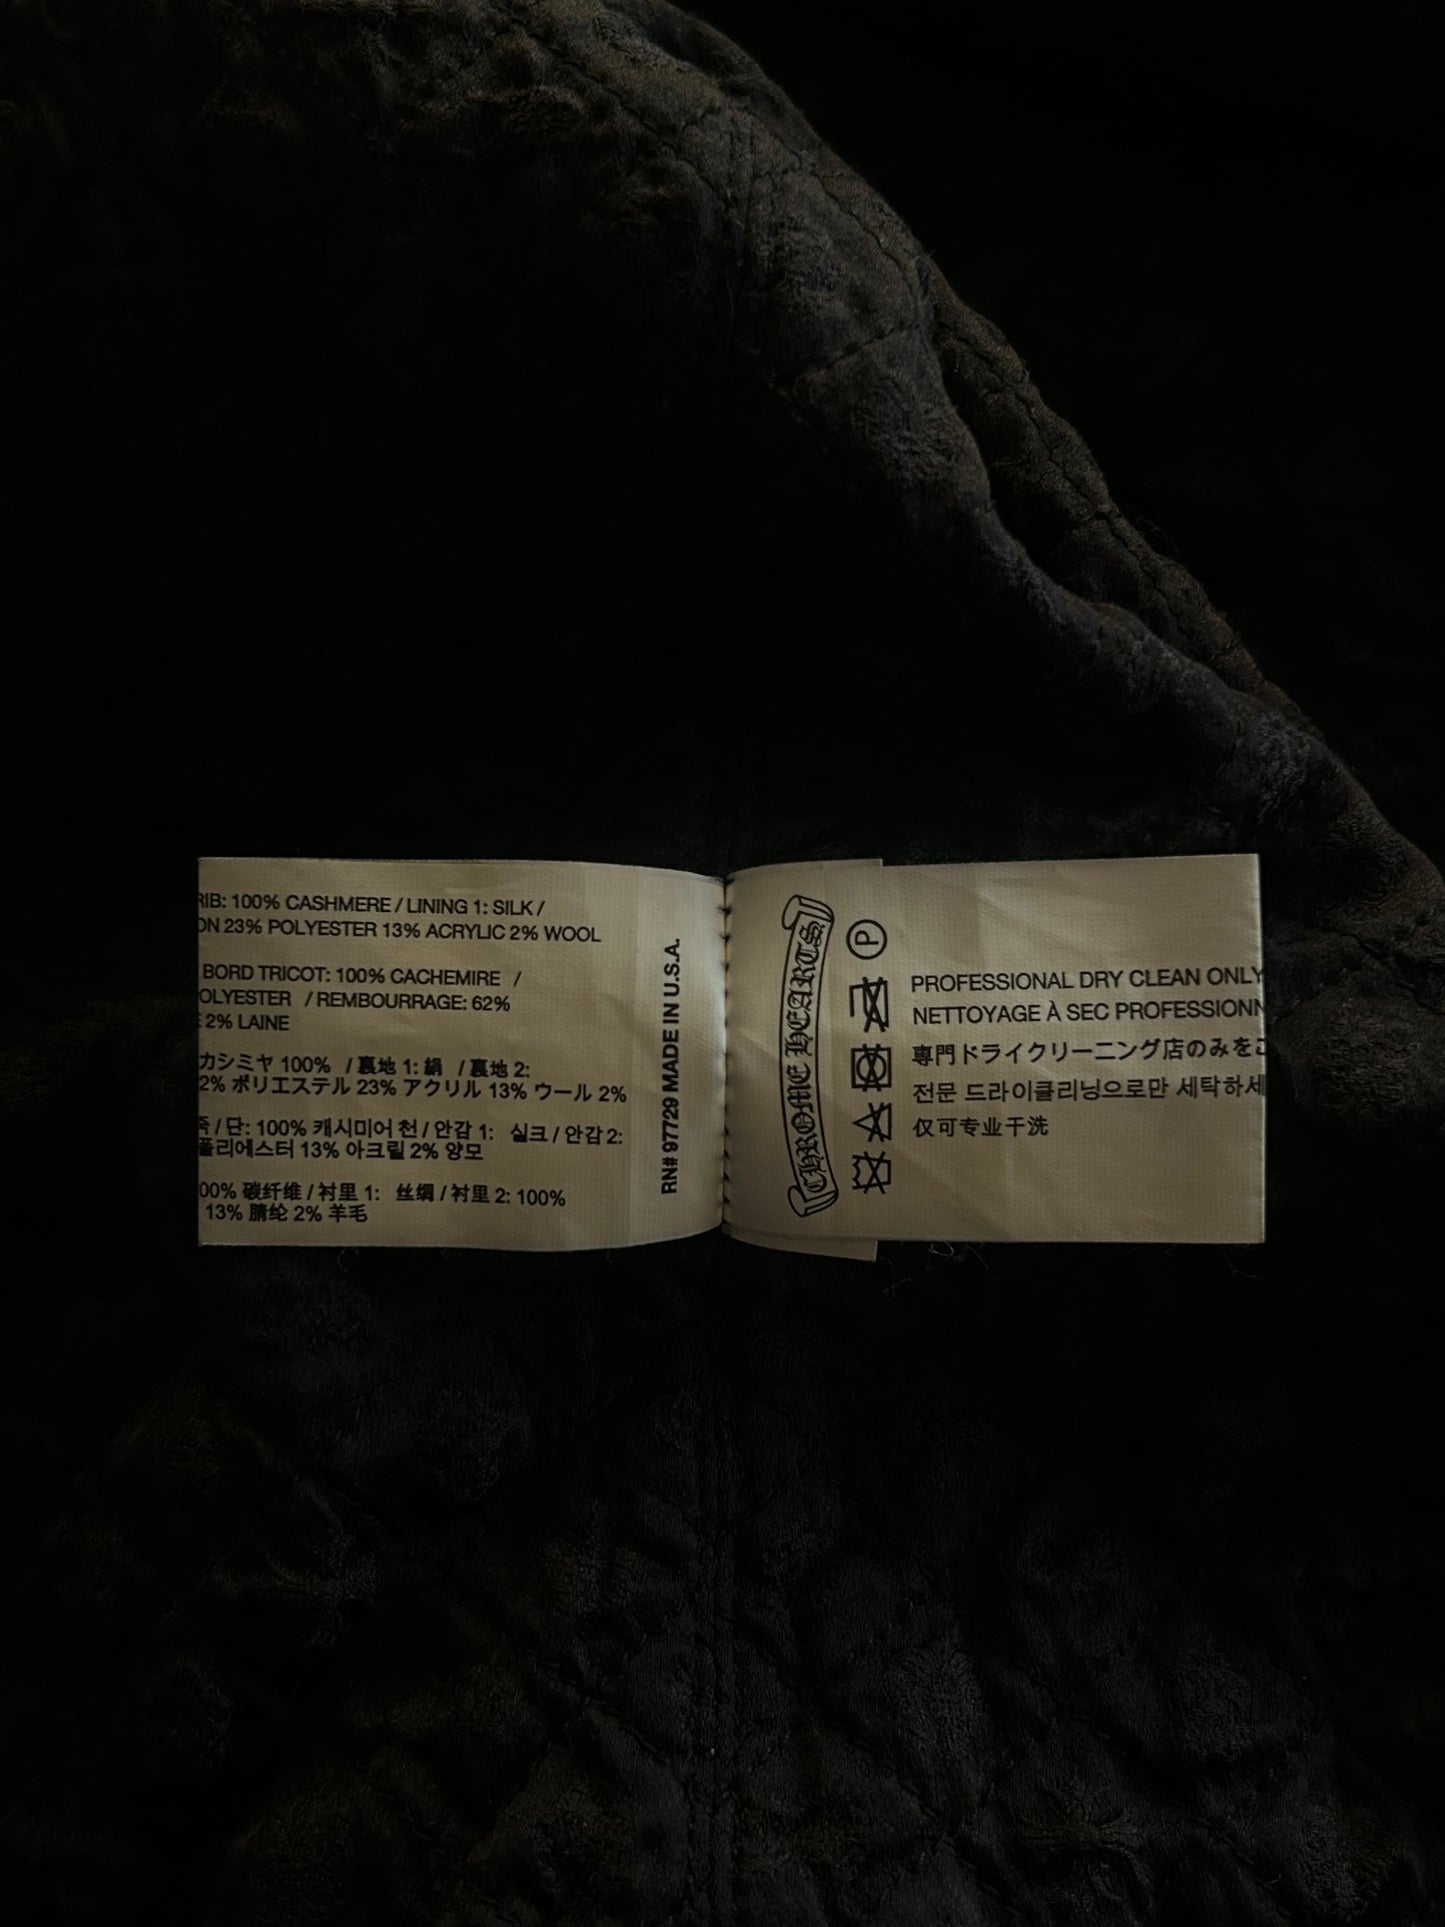 RIB: 100% CASHMERE / LINING 1: SILK /
ON 23% POLYESTER 13% ACRYLIC 2% WOOL
BORD TRICOT: 100% CACHEMIRE /
OLYESTER / REMBOURRAGE: 62%
2% LAINE
カシミヤ 100% / 裏地 1: 絹 / 裏地 2:
2% ポリエステル 23% アクリル 13% ウール 2%
죽 / 단: 100% 캐시미어 천 / 안감 1: 실크 / 안감 2:
폴리에스터 13% 아크릴 2% 양모
00% 碳纤维 / 衬里 1: 丝绸 / 衬里 2: 100%
13% 腈纶 2% 羊毛
RN# 97729 MADE IN U.S.A.
CHROME HEARTS
P
PROFESSIONAL DRY CLEAN ONLY
NETTOYAGE À SEC PROFESSIONN
専門ドライクリーニング店のみをご
전문 드라이클리닝으로만 세탁하세
仅可专业干洗